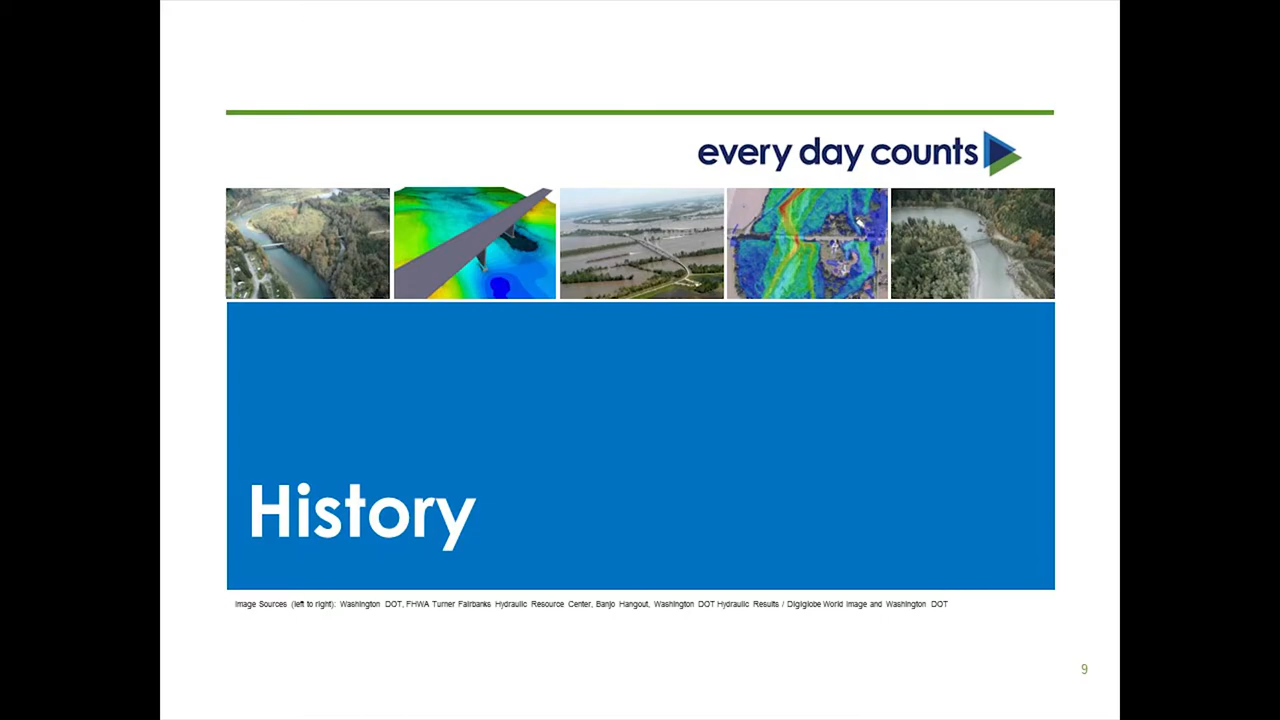 every day counts
History
Image Sources (left to right): Washington DOT, FHWA Turner Fairbanks Hydraulic Resource Center, Banjo Hangout, Washington DOT Hydraulic Results / Digiglobe World Image and Washington DOT
9